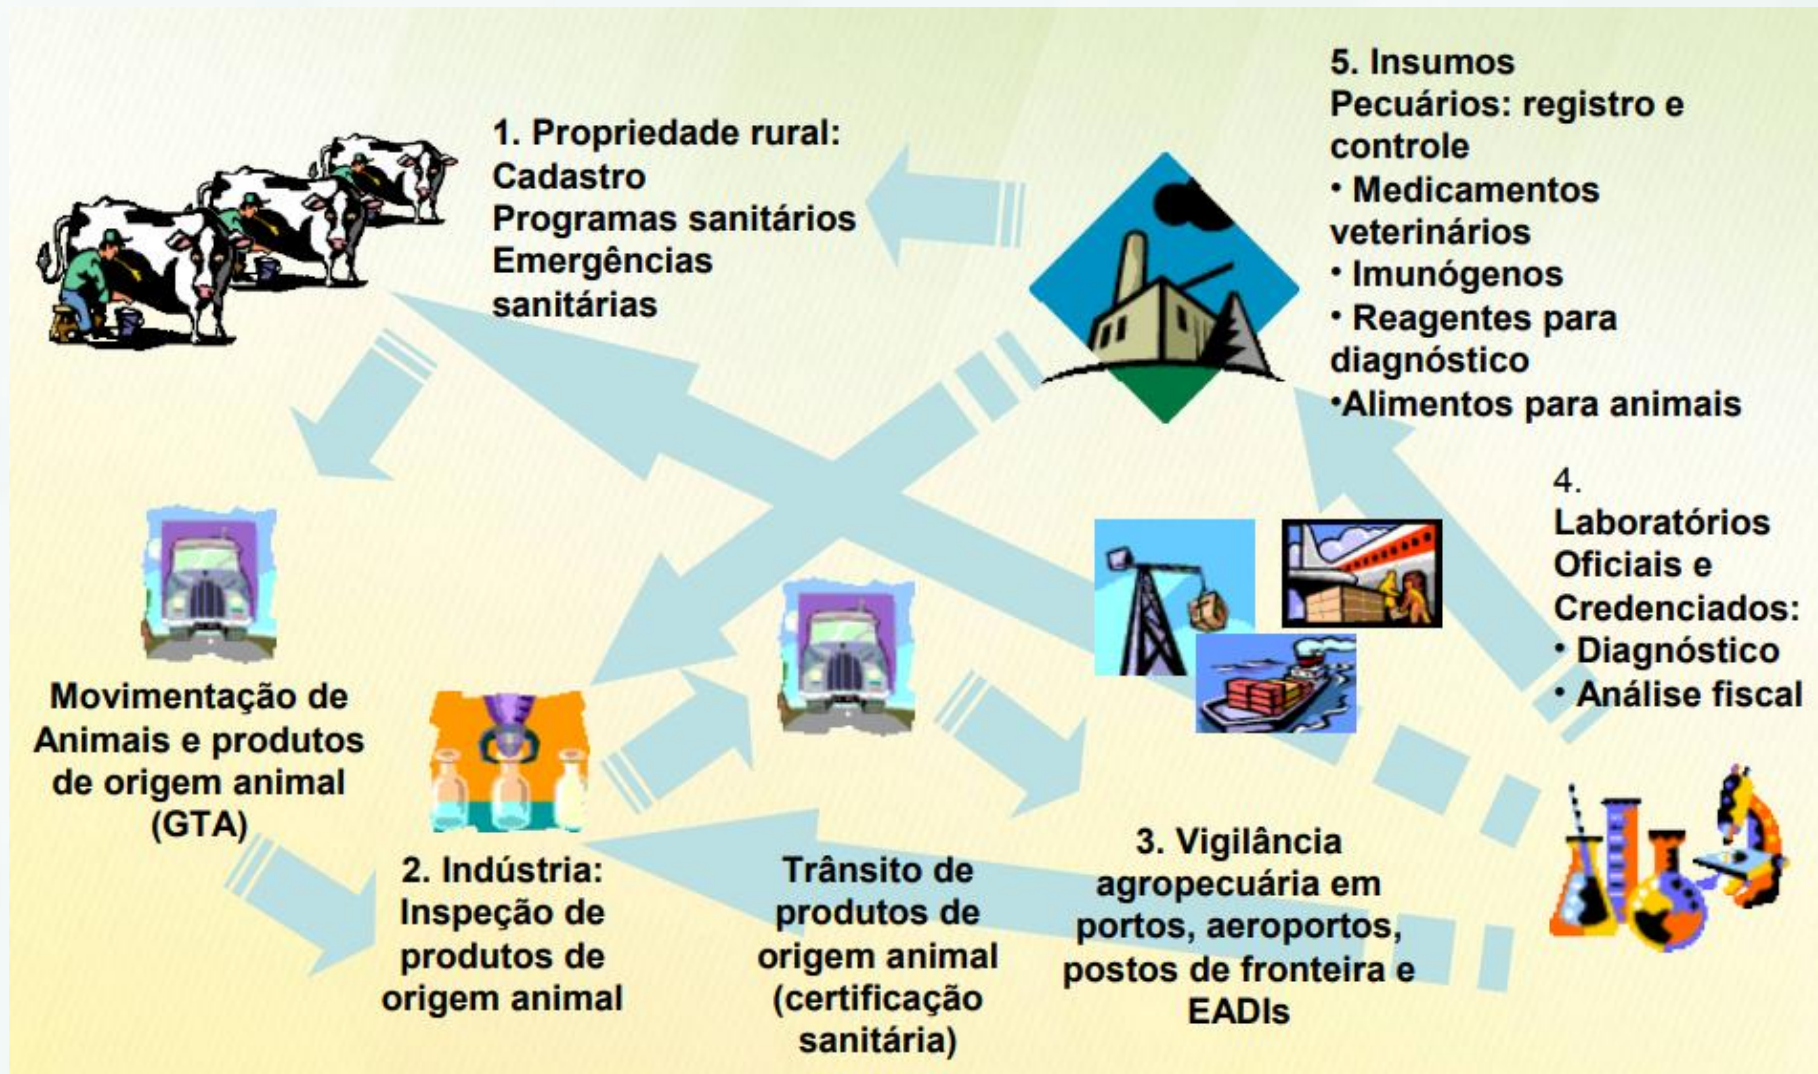 1. Propriedade rural:
Cadastro
Programas sanitários
Emergências
sanitárias
5. Insumos
Pecuários: registro e
controle
• Medicamentos
veterinários
• Imunógenos
• Reagentes para
diagnóstico
•Alimentos para animais
4.
Laboratórios
Oficiais e
Credenciados:
• Diagnóstico
• Análise fiscal
Movimentação de
Animais e produtos
de origem animal
(GTA)
2. Indústria:
Inspeção de
produtos de
origem animal
Trânsito de
produtos de
origem animal
(certificação
sanitária)
3. Vigilância
agropecuária em
portos, aeroportos,
postos de fronteira e
EADIs